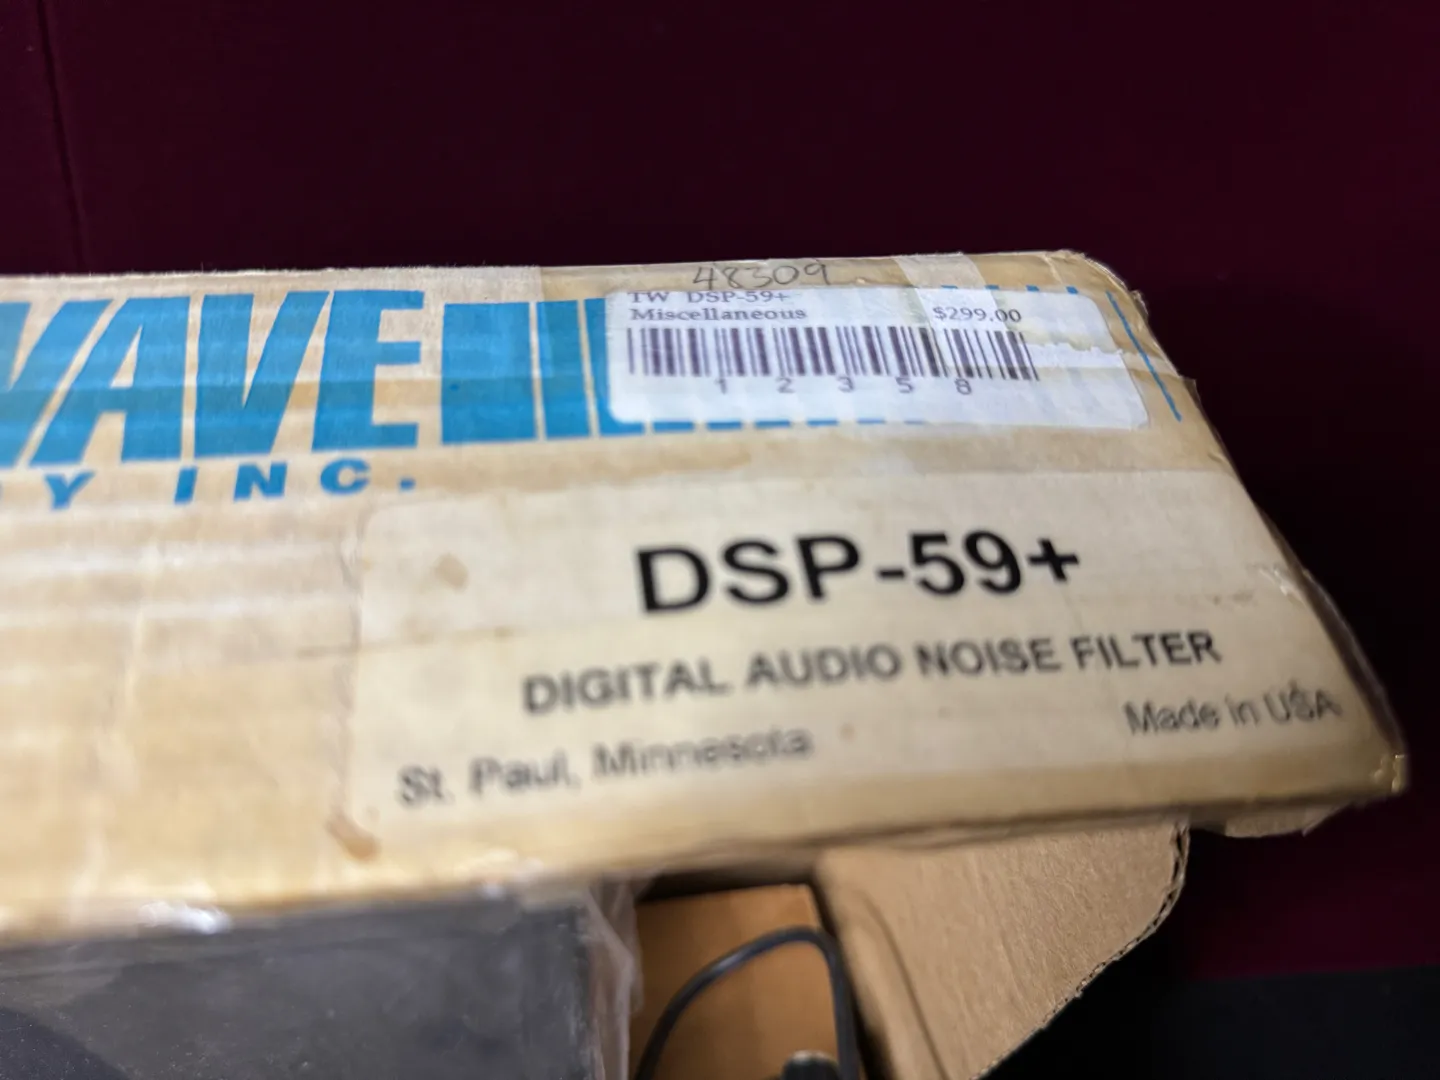 48309
TW DSP-59+
Miscellaneous $299.00
1 2 3 5 8
WAVE
Y INC.
DSP-59+
DIGITAL AUDIO NOISE FILTER
St. Paul, Minnesota
Made in USA